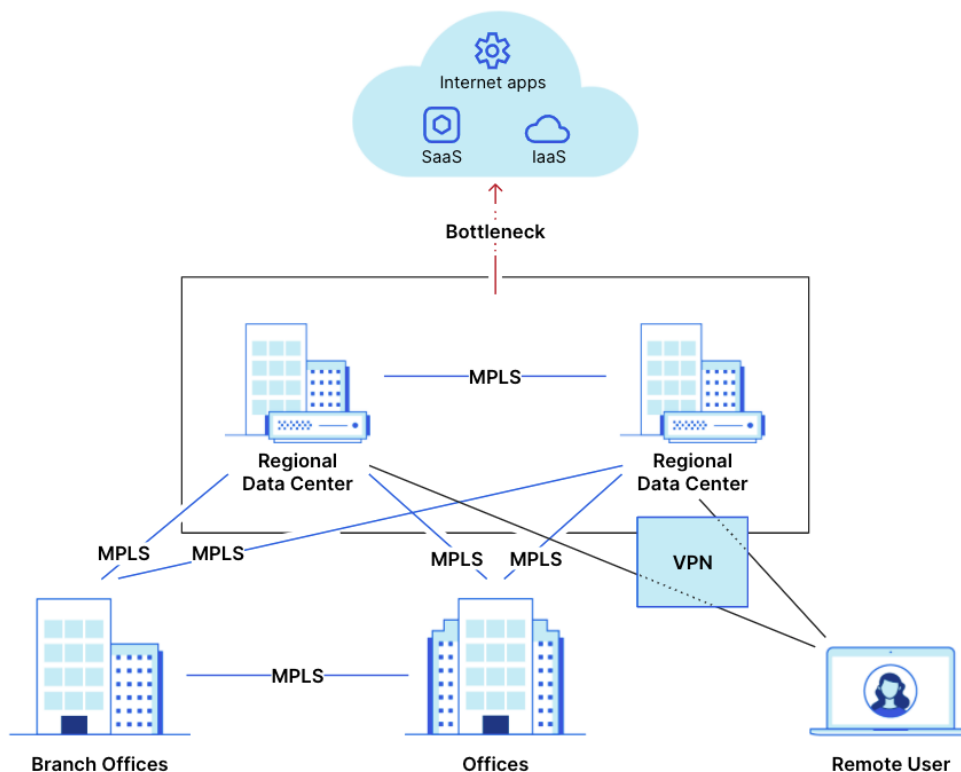 Internet apps
SaaS
IaaS
Bottleneck
MPLS
Regional
Data Center
Regional
Data Center
MPLS
MPLS
MPLS
MPLS
VPN
MPLS
Branch Offices
Offices
Remote User